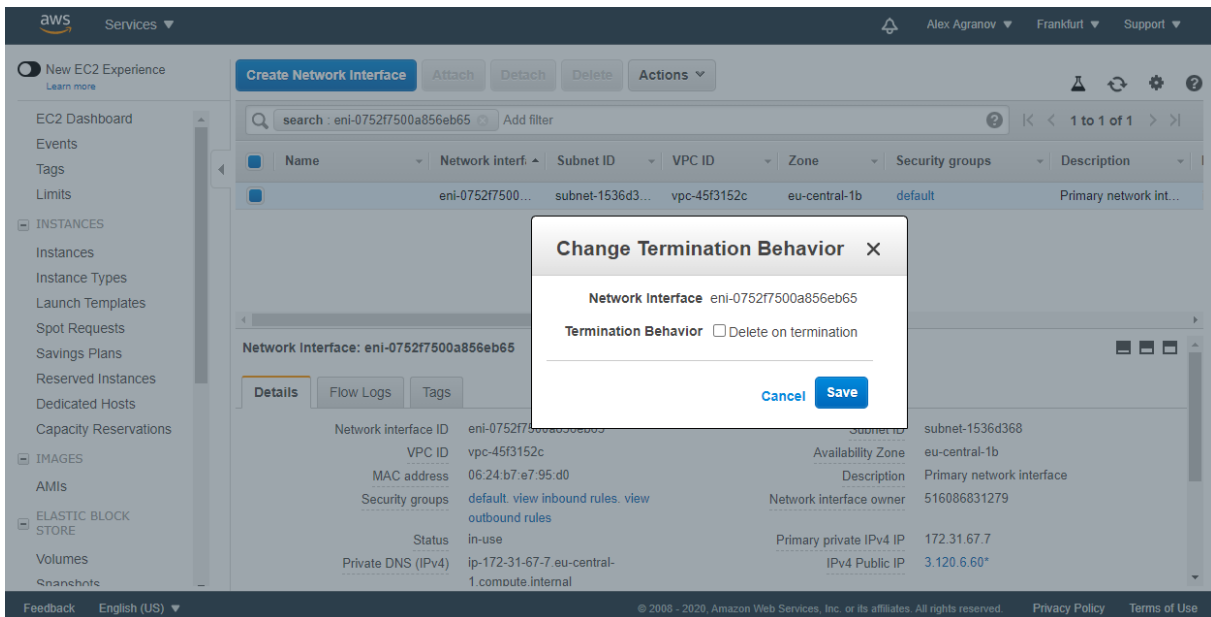 aws Services Alex Agranov Frankfurt Support
New EC2 Experience
Learn more
Create Network Interface Attach Detach Delete Actions
EC2 Dashboard
Events
Tags
Limits
INSTANCES
Instances
Instance Types
Launch Templates
Spot Requests
Savings Plans
Reserved Instances
Dedicated Hosts
Capacity Reservations
IMAGES
AMIs
ELASTIC BLOCK
STORE
Volumes
Snapshots
search : eni-0752f7500a856eb65 Add filter 1 to 1 of 1
Name Network interf Subnet ID VPC ID Zone Security groups Description
eni-0752f7500... subnet-1536d3... vpc-45f3152c eu-central-1b default Primary network int...
Change Termination Behavior
Network Interface eni-0752f7500a856eb65
Termination Behavior Delete on termination
Cancel Save
Network Interface: eni-0752f7500a856eb65
Details Flow Logs Tags
Network interface ID eni-0752f7500a856eb65 Subnet ID subnet-1536d368
VPC ID vpc-45f3152c Availability Zone eu-central-1b
MAC address 06:24:b7:e7:95:d0 Description Primary network interface
Security groups default. view inbound rules. view Network interface owner 516086831279
outbound rules
Status in-use Primary private IPv4 IP 172.31.67.7
Private DNS (IPv4) ip-172-31-67-7.eu-central- IPv4 Public IP 3.120.6.60*
1.compute.internal
Feedback English (US) © 2008 - 2020, Amazon Web Services, Inc. or its affiliates. All rights reserved. Privacy Policy Terms of Use